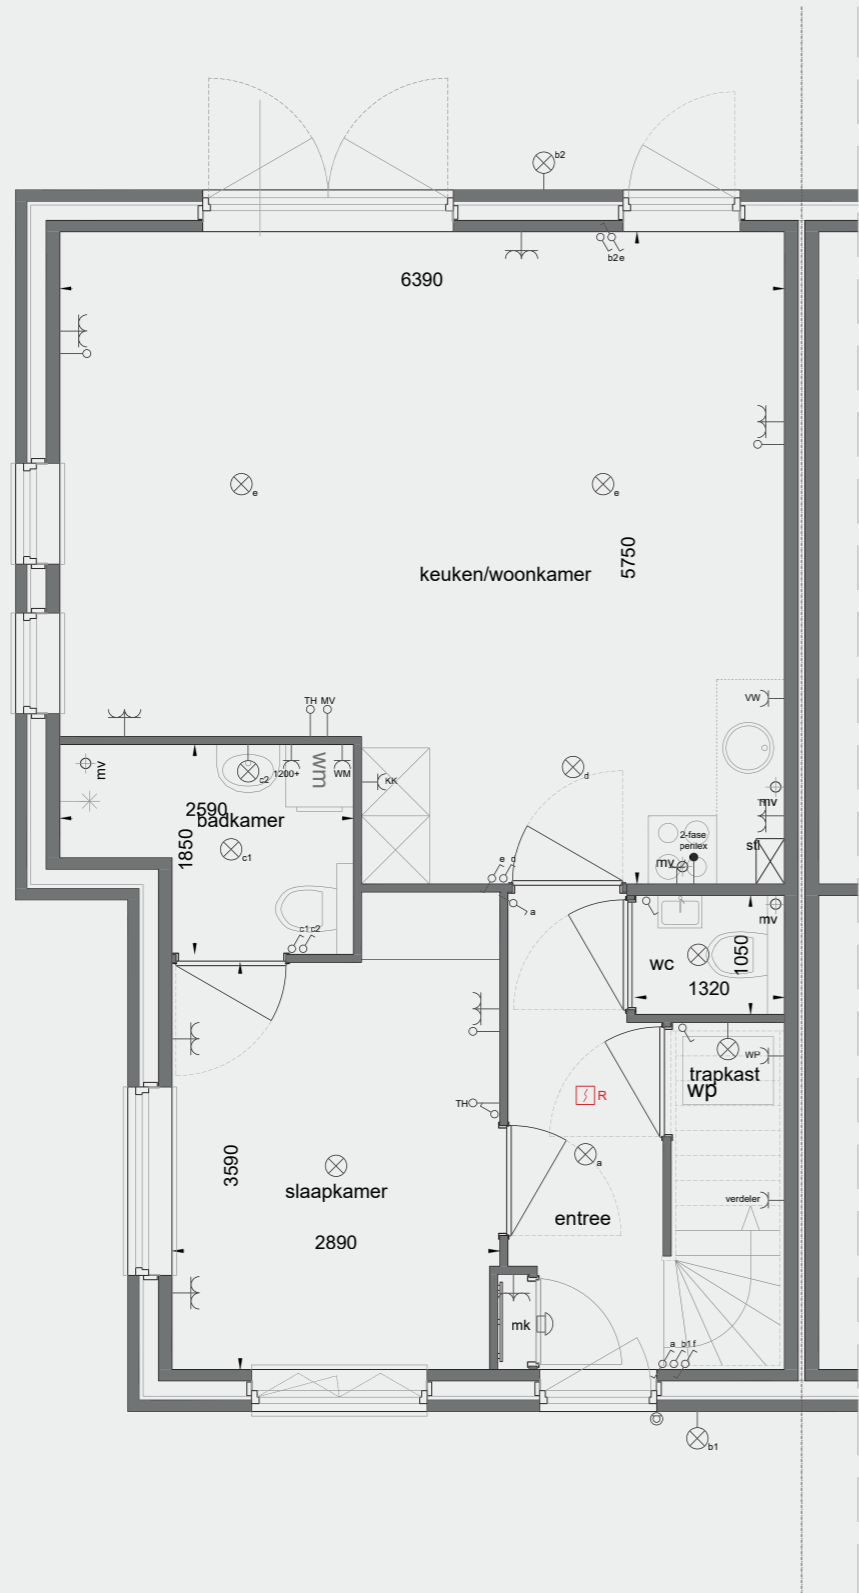 b2
b2 e
6390
e
e
5750
keuken/woonkamer
TH MV
VW
mv
c2
1200+
wm
WM
KK
d
mv
2590
badkamer
1850
c1
2-fase
perilex
stl
mv
e d
c1 c2
a
mv
wc
1050
1320
WP
trapkast
wp
TH
R
a
3590
slaapkamer
verdeler
entree
2890
mk
a b1 f
b1